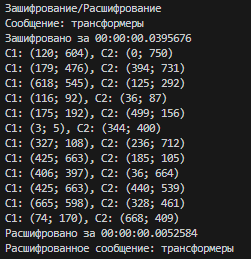 Зашифрование/Расшифрование
Сообщение: трансформеры
Зашифровано за 00:00:00.0395676
C1: (120; 604), C2: (0; 750)
C1: (179; 476), C2: (394; 731)
C1: (618; 545), C2: (125; 292)
C1: (116; 92), C2: (36; 87)
C1: (175; 192), C2: (499; 156)
C1: (3; 5), C2: (344; 400)
C1: (327; 108), C2: (236; 712)
C1: (425; 663), C2: (185; 105)
C1: (406; 397), C2: (36; 664)
C1: (425; 663), C2: (440; 539)
C1: (665; 598), C2: (328; 461)
C1: (74; 170), C2: (668; 409)
Расшифровано за 00:00:00.0052584
Расшифрованное сообщение: трансформеры